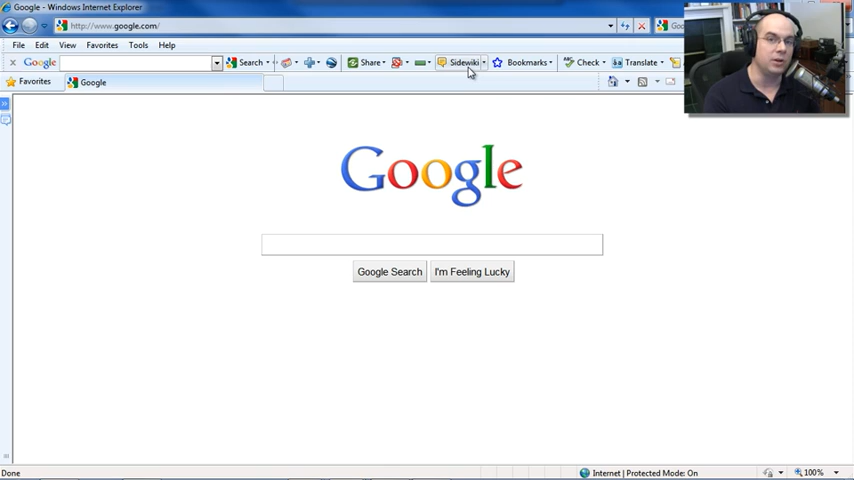 Google - Windows Internet Explorer
http://www.google.com/
File Edit View Favorites Tools Help
Google Search Share Sidewiki Bookmarks Check Translate
Favorites Google
Google
Google Search I'm Feeling Lucky
Done Internet | Protected Mode: On 100%